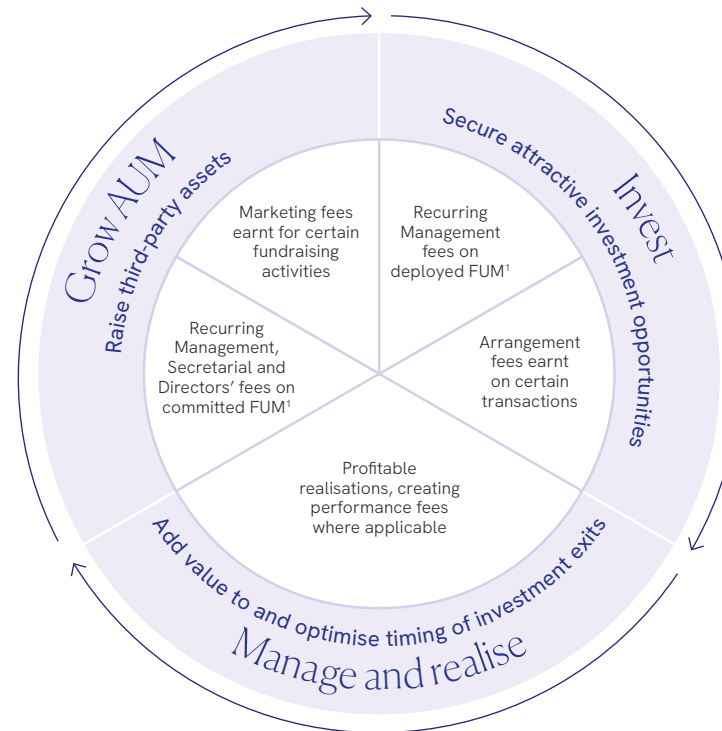 Grow AUM
Raise third-party assets
Marketing fees
earnt for certain
fundraising
activities
Recurring
Management,
Secretarial and
Directors’ fees on
committed FUM¹
Invest
Secure attractive investment opportunities
Recurring
Management
fees on
deployed FUM¹
Arrangement
fees earnt
on certain
transactions
Profitable
realisations, creating
performance fees
where applicable
Add value to and optimise timing of investment exits
Manage and realise